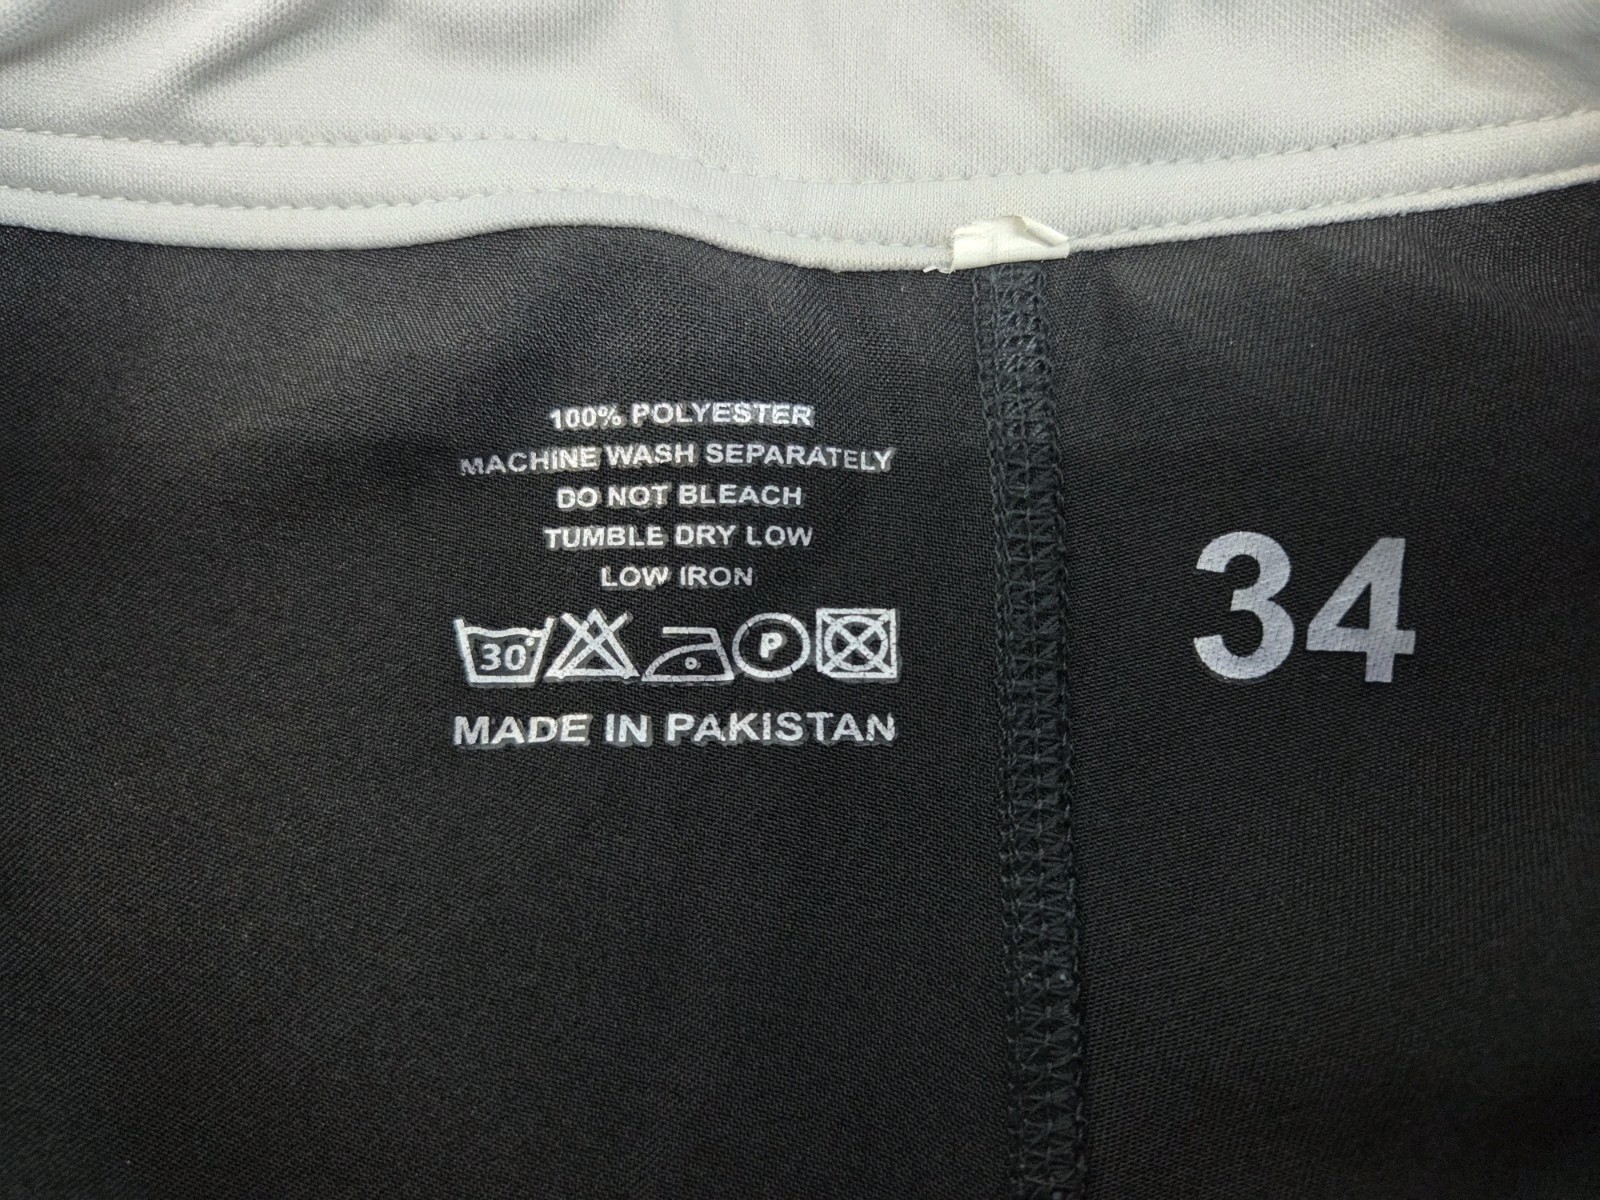 100% POLYESTER
MACHINE WASH SEPARATELY
DO NOT BLEACH
TUMBLE DRY LOW
LOW IRON
30° P
MADE IN PAKISTAN
34